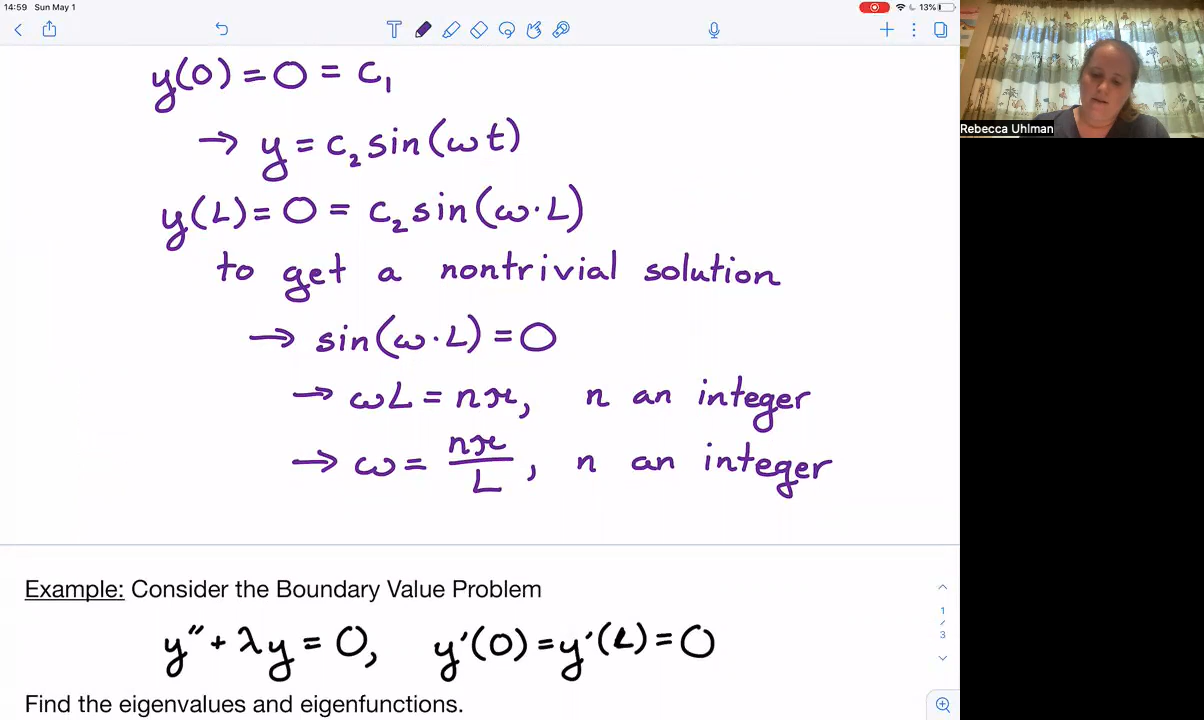 14:59 Sun May 1 13%
T
y(0) = 0 = c₁
→ y = c₂ sin(ωt)
y(L) = 0 = c₂ sin(ω·L)
to get a nontrivial solution
→ sin(ω·L) = 0
→ ωL = nπ, n an integer
→ ω = nπ/L, n an integer
Example: Consider the Boundary Value Problem
y″ + λy = 0, y′(0) = y′(L) = 0
Find the eigenvalues and eigenfunctions.
1 / 3
Rebecca Uhlman